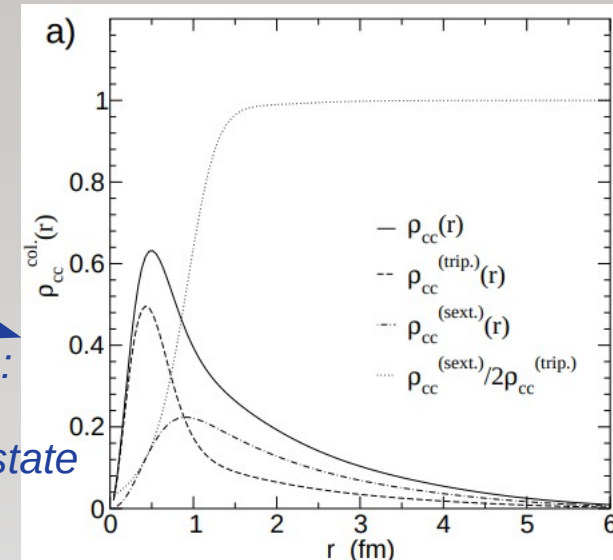 a)
1
0.8
0.6
0.4
0.2
0
ρcc^col.(r)
ρcc(r)
ρcc^(trip.)(r)
ρcc^(sext.)(r)
ρcc^(sext.)/2ρcc^(trip.)
0 1 2 3 4 5 6
r (fm)
:
state